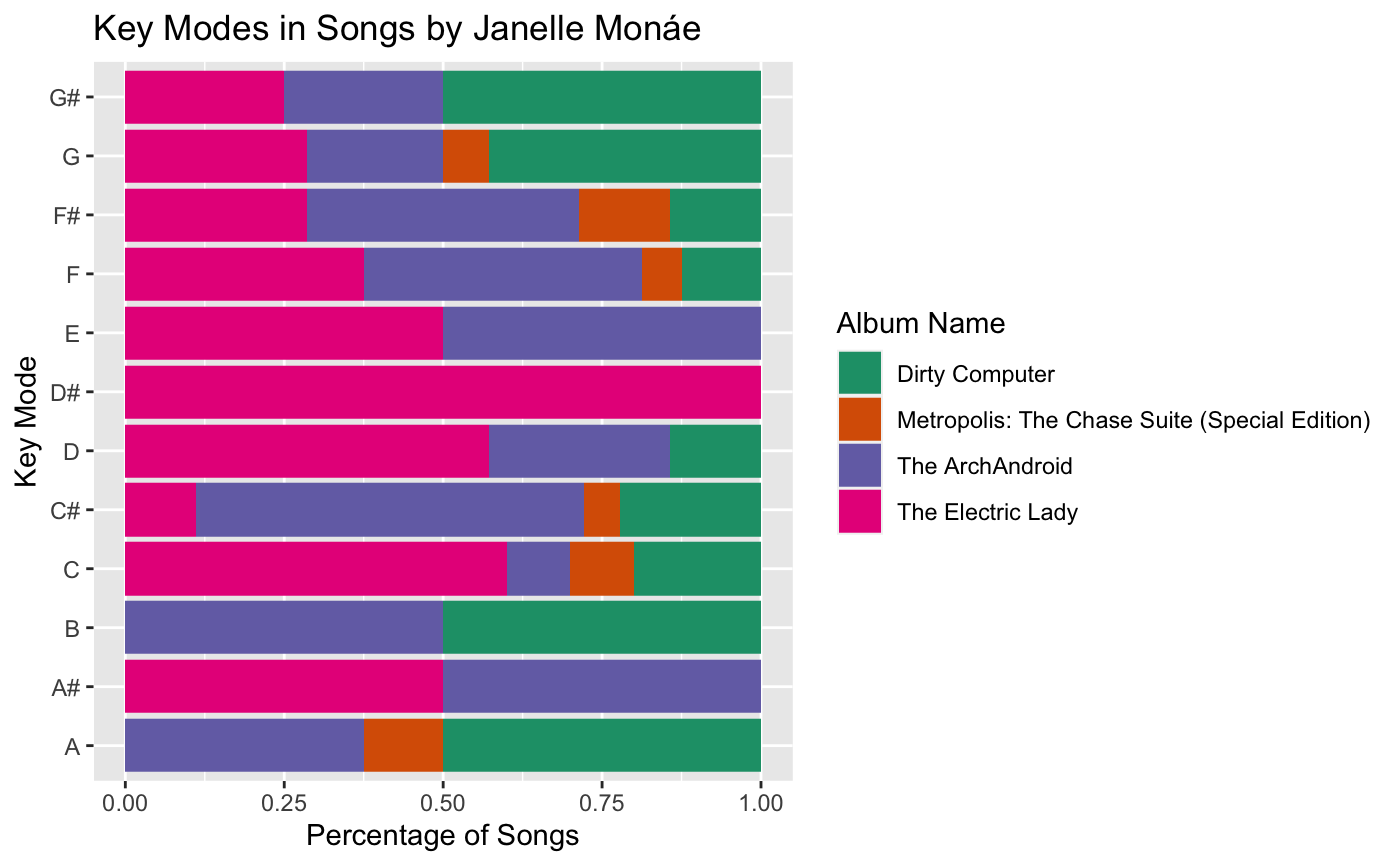 Key Modes in Songs by Janelle Monáe
Key Mode
G#
G
F#
F
E
D#
D
C#
C
B
A#
A
0.00 0.25 0.50 0.75 1.00
Percentage of Songs
Album Name
Dirty Computer
Metropolis: The Chase Suite (Special Edition)
The ArchAndroid
The Electric Lady